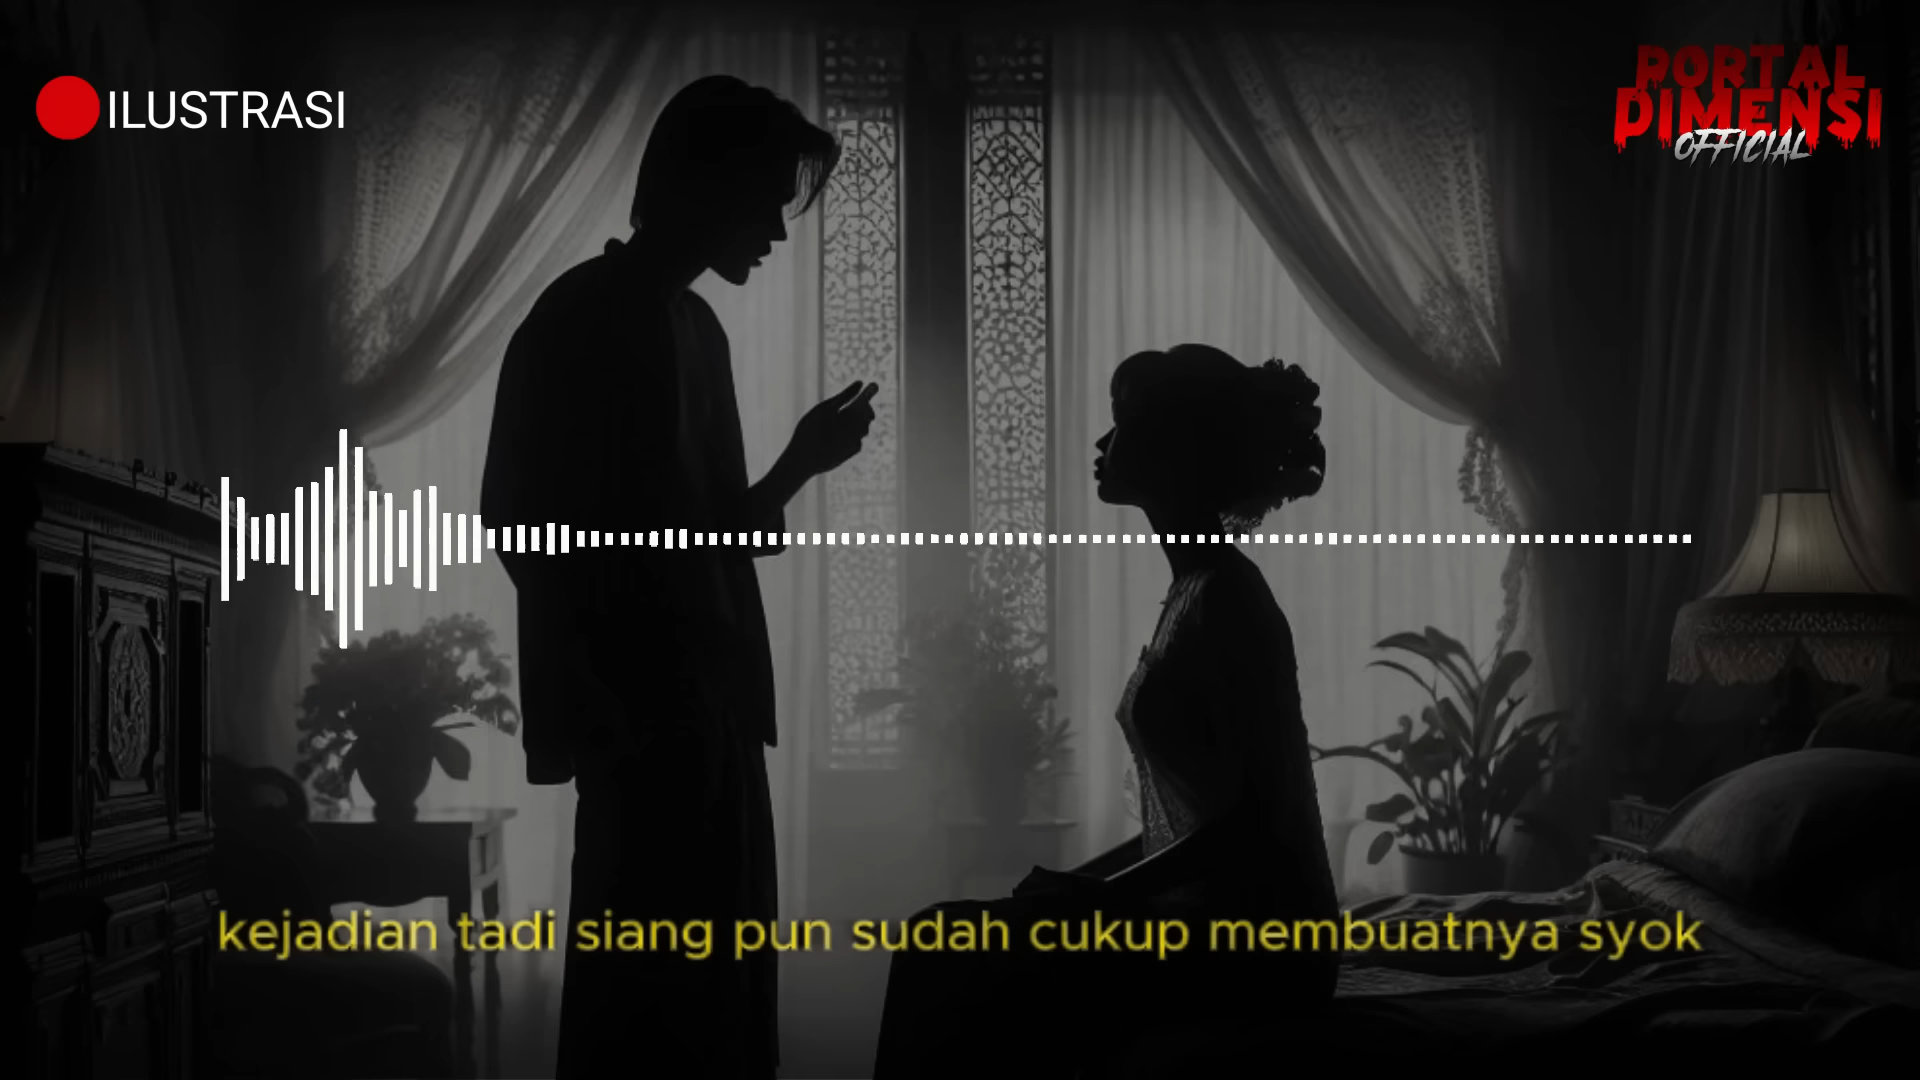 ILUSTRASI
PORTAL
DIMENSI
OFFICIAL
kejadian tadi siang pun sudah cukup membuatnya syok